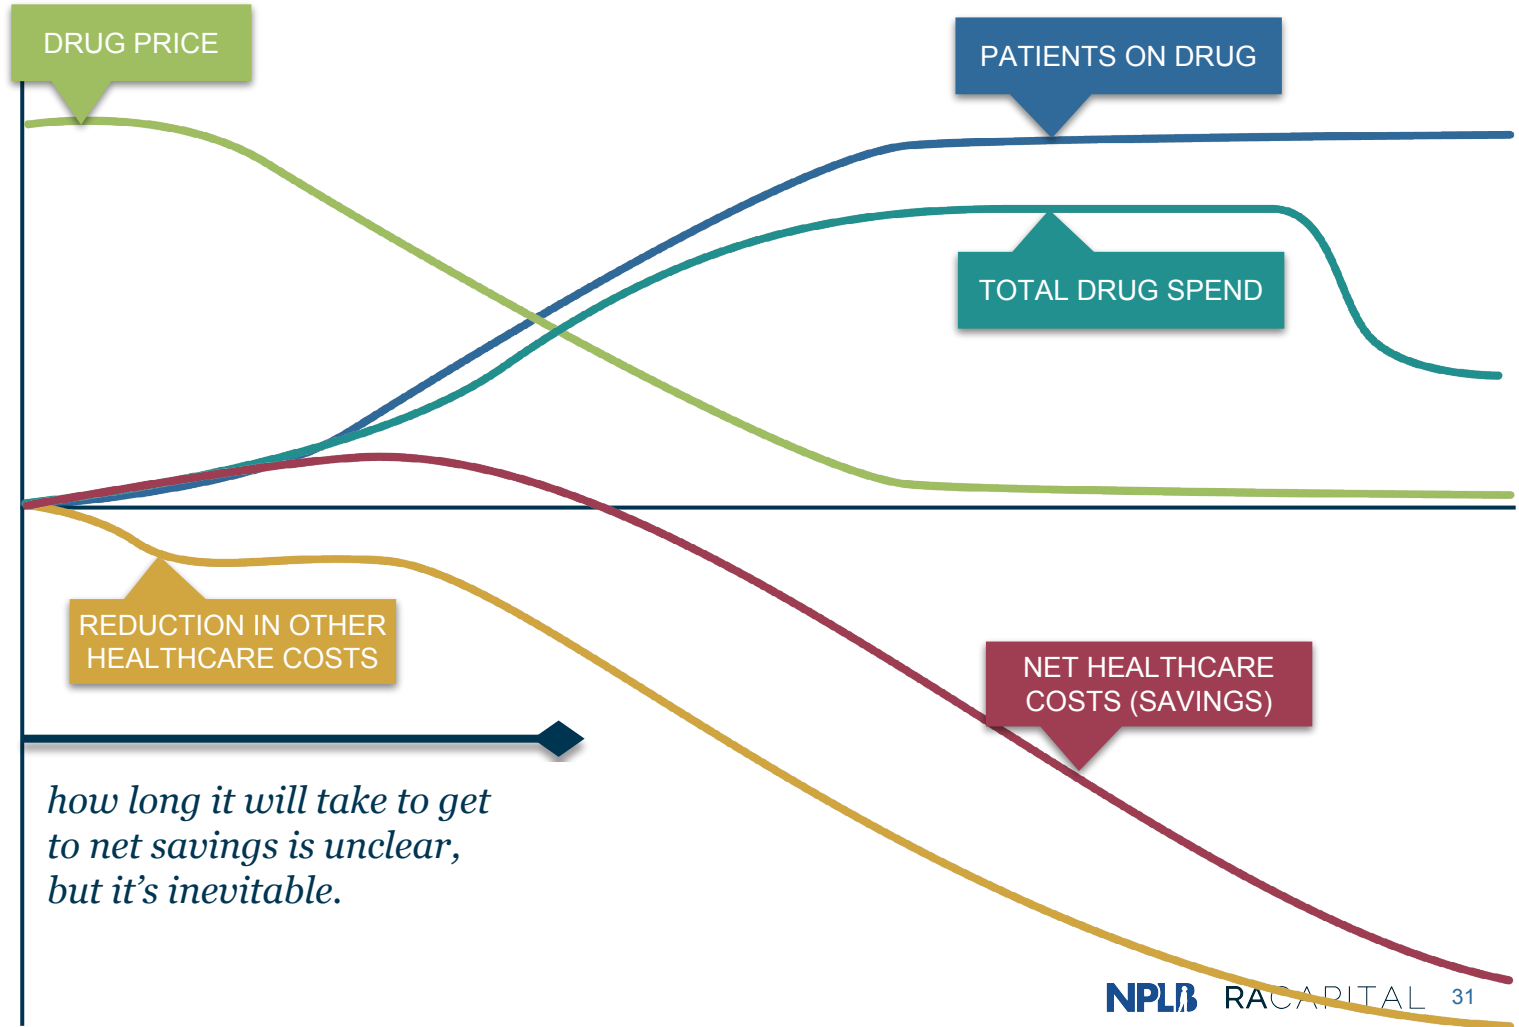 DRUG PRICE
PATIENTS ON DRUG
TOTAL DRUG SPEND
REDUCTION IN OTHER
HEALTHCARE COSTS
NET HEALTHCARE
COSTS (SAVINGS)
how long it will take to get
to net savings is unclear,
but it’s inevitable.
NPLB RACAPITAL 31